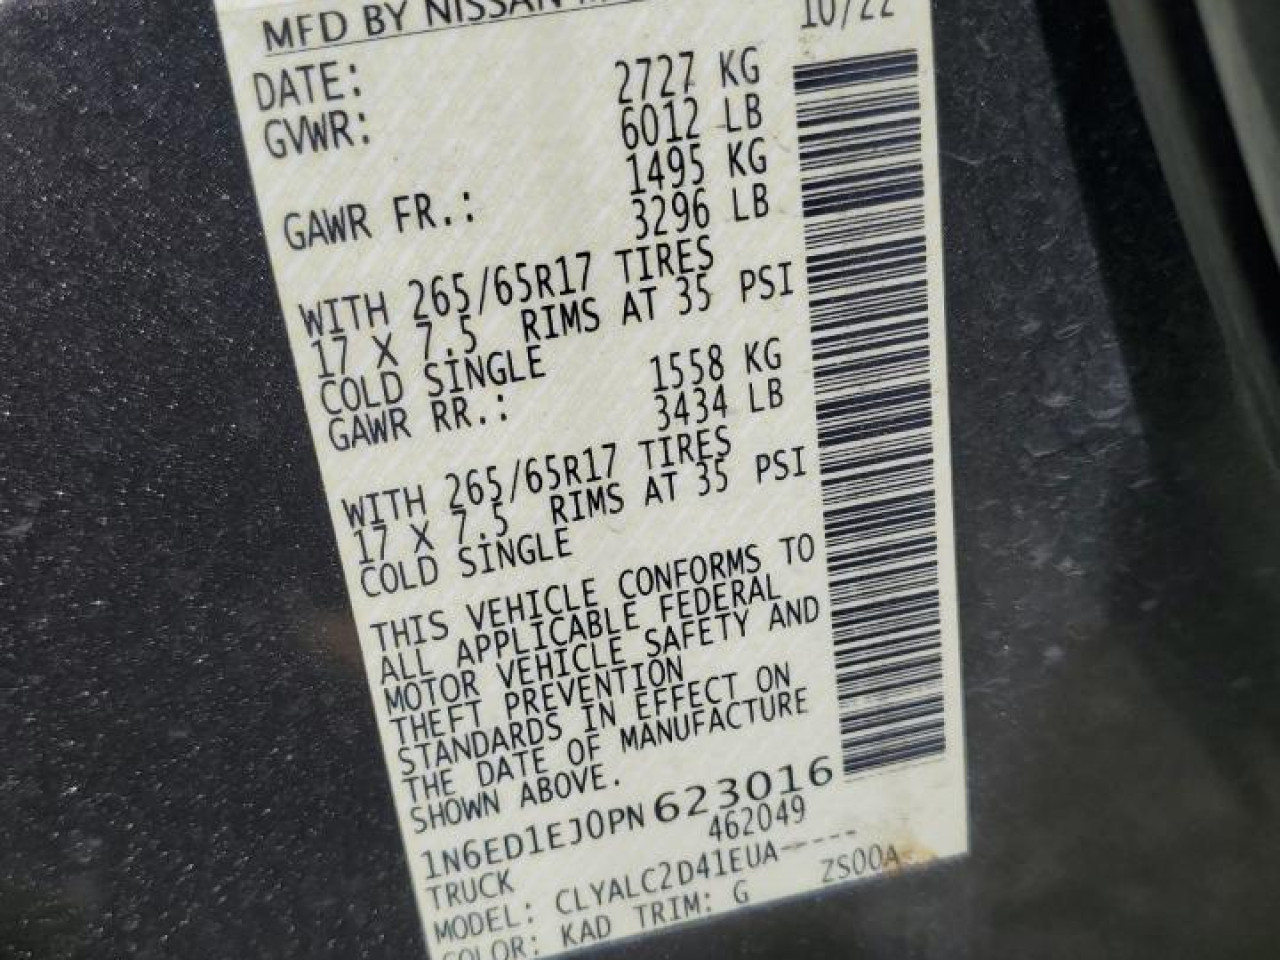 MFD BY NISSAN
DATE: 10/22
GVWR: 2727 KG
6012 LB
GAWR FR.: 1495 KG
3296 LB
WITH 265/65R17 TIRES
17 X 7.5 RIMS AT 35 PSI
COLD SINGLE
GAWR RR.: 1558 KG
3434 LB
WITH 265/65R17 TIRES
17 X 7.5 RIMS AT 35 PSI
COLD SINGLE
THIS VEHICLE CONFORMS TO
ALL APPLICABLE FEDERAL
MOTOR VEHICLE SAFETY AND
THEFT PREVENTION
STANDARDS IN EFFECT ON
THE DATE OF MANUFACTURE
SHOWN ABOVE.
1N6ED1EJ0PN623016
TRUCK 462049
MODEL: CLYALC2D41EUA-----
COLOR: KAD TRIM: G ZS00A